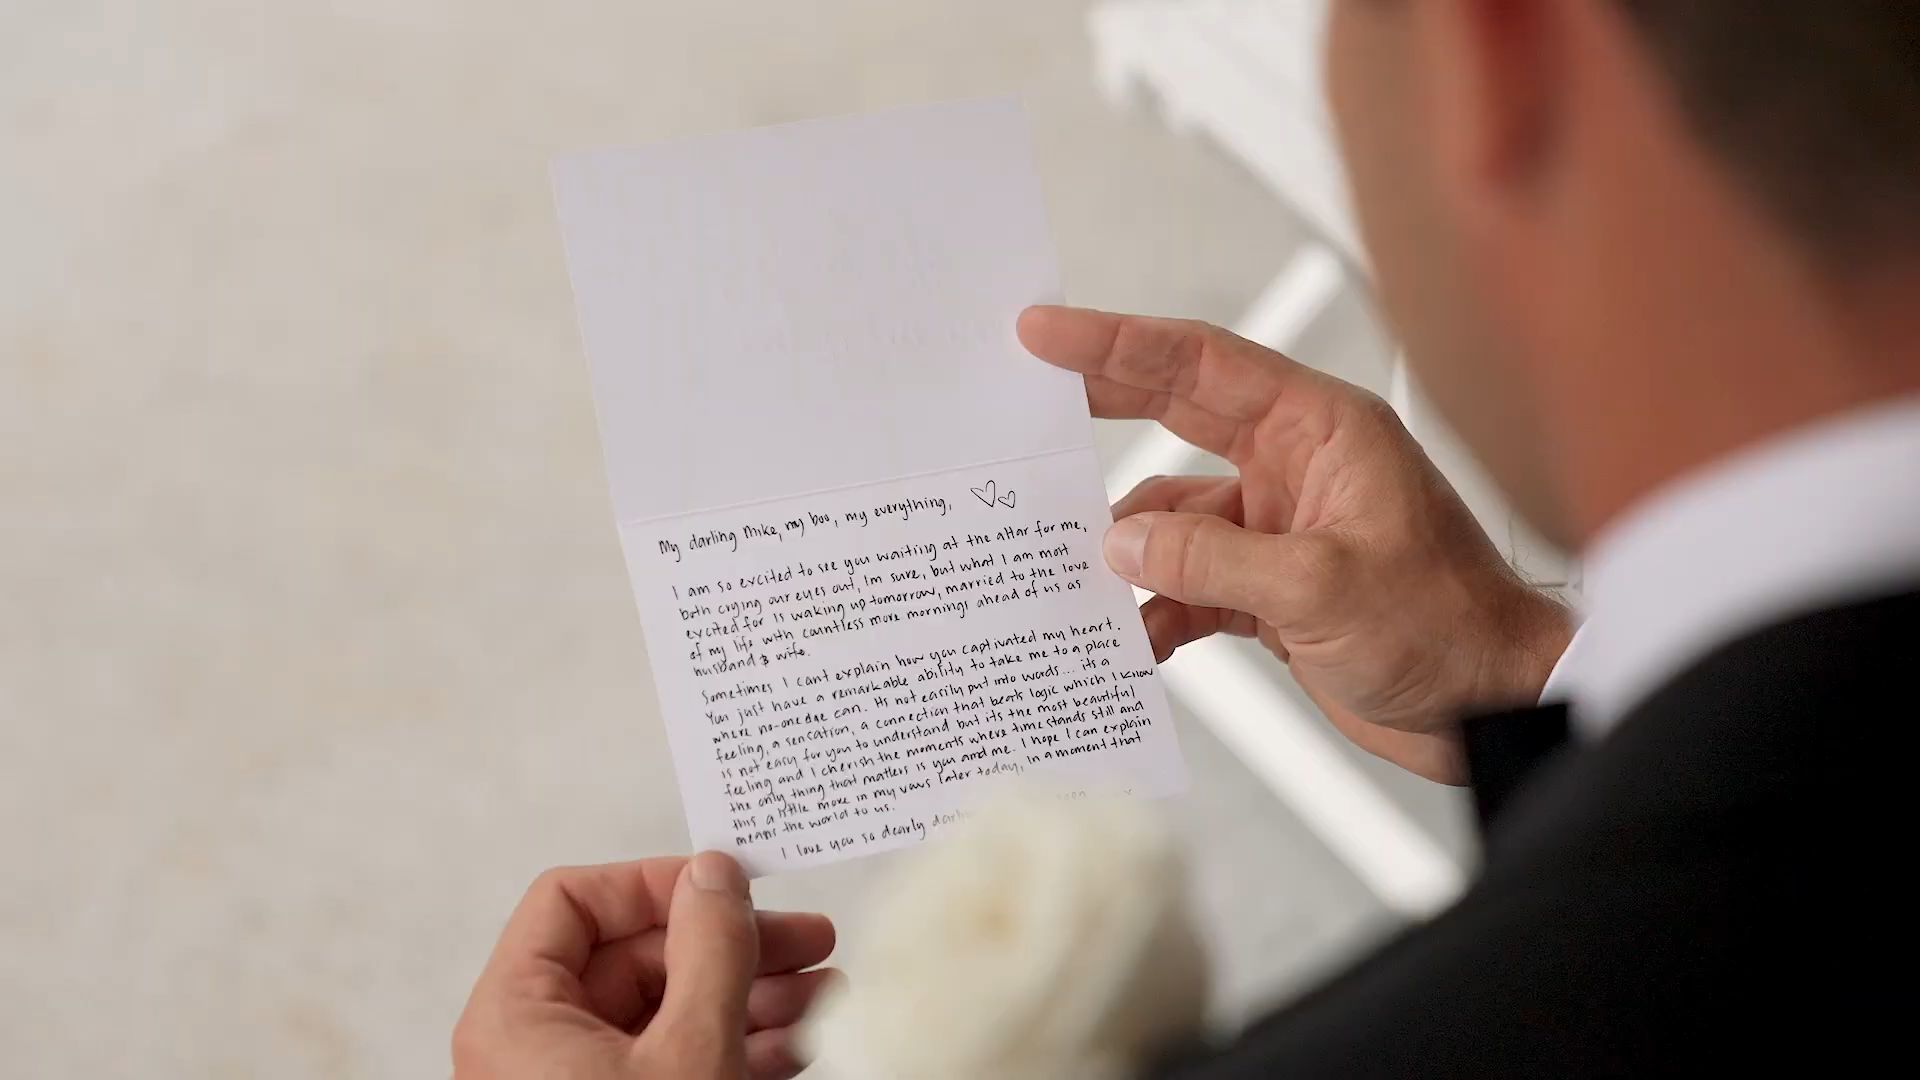 My darling Mike, my boo, my everything,
I am so excited to see you waiting at the altar for me,
both crying our eyes out, Im sure, but what I am most
excited for is waking up tomorrow, married to the love
of my life with countless more mornings ahead of us as
husband & wife.
Sometimes I cant explain how you captivated my heart.
You just have a remarkable ability to take me to a place
where no-one else can. Its not easily put into words... its a
feeling, a sencation, a connection that beats logic which I know
is not easy for you to understand but its the most beautiful
feeling and i cherish the moments where time stands still and
the only thing that matters is you and me. I hope I can explain
this a little more in my vows later today, in a moment that
means the world to us.
I love you so dearly